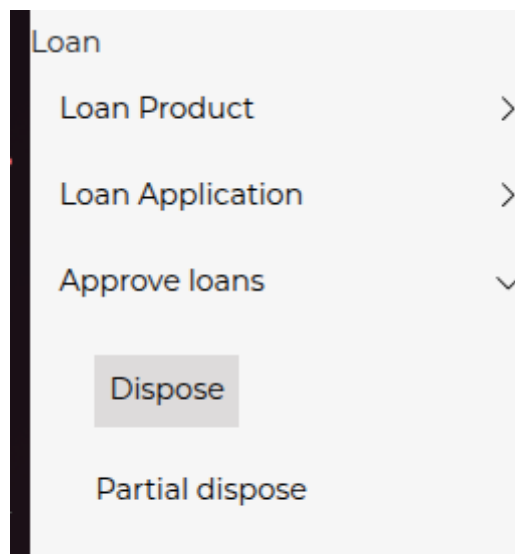 Loan
Loan Product
Loan Application
Approve loans
Dispose
Partial dispose